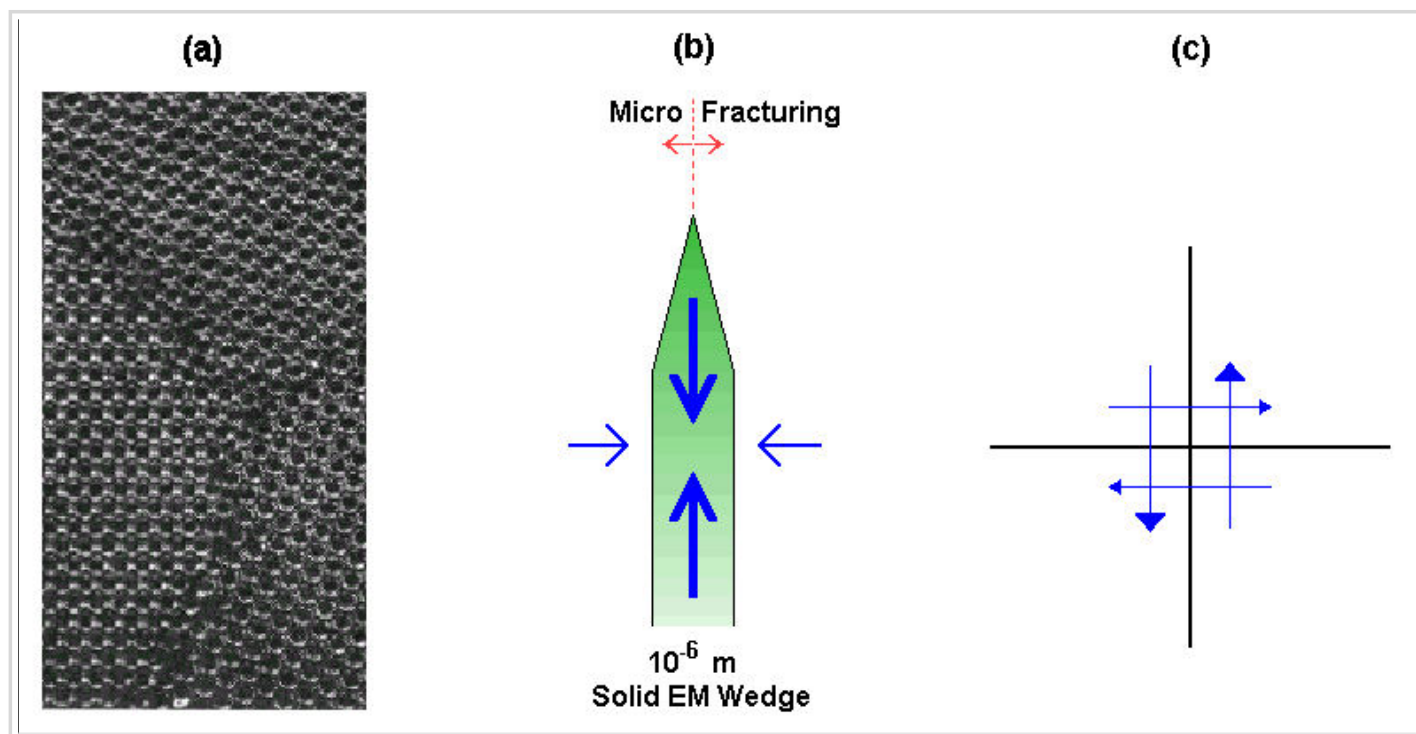 (a)
(b)
(c)
Micro Fracturing
10⁻⁶ m
Solid EM Wedge